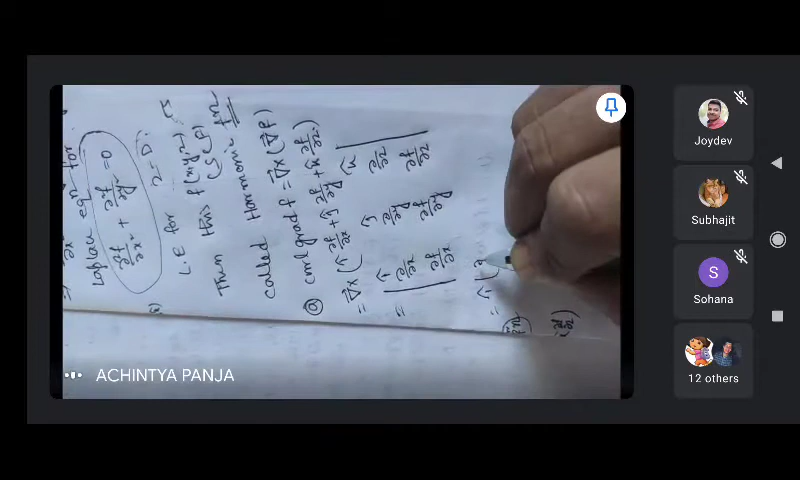 Laplace eqn for
∂²f/∂x² + ∂²f/∂y² = 0
L.E for 2-D.
Then this f(x,y,z) is
called Harmonic fn
curl grad f = ∇ × (∇f)
= ∇ × (î ∂f/∂x + ĵ ∂f/∂y + k̂ ∂f/∂z)
= | î ĵ k̂
∂/∂x ∂/∂y ∂/∂z
∂f/∂x ∂f/∂y ∂f/∂z |
= î
ACHINTYA PANJA
Joydev
Subhajit
S
Sohana
12 others